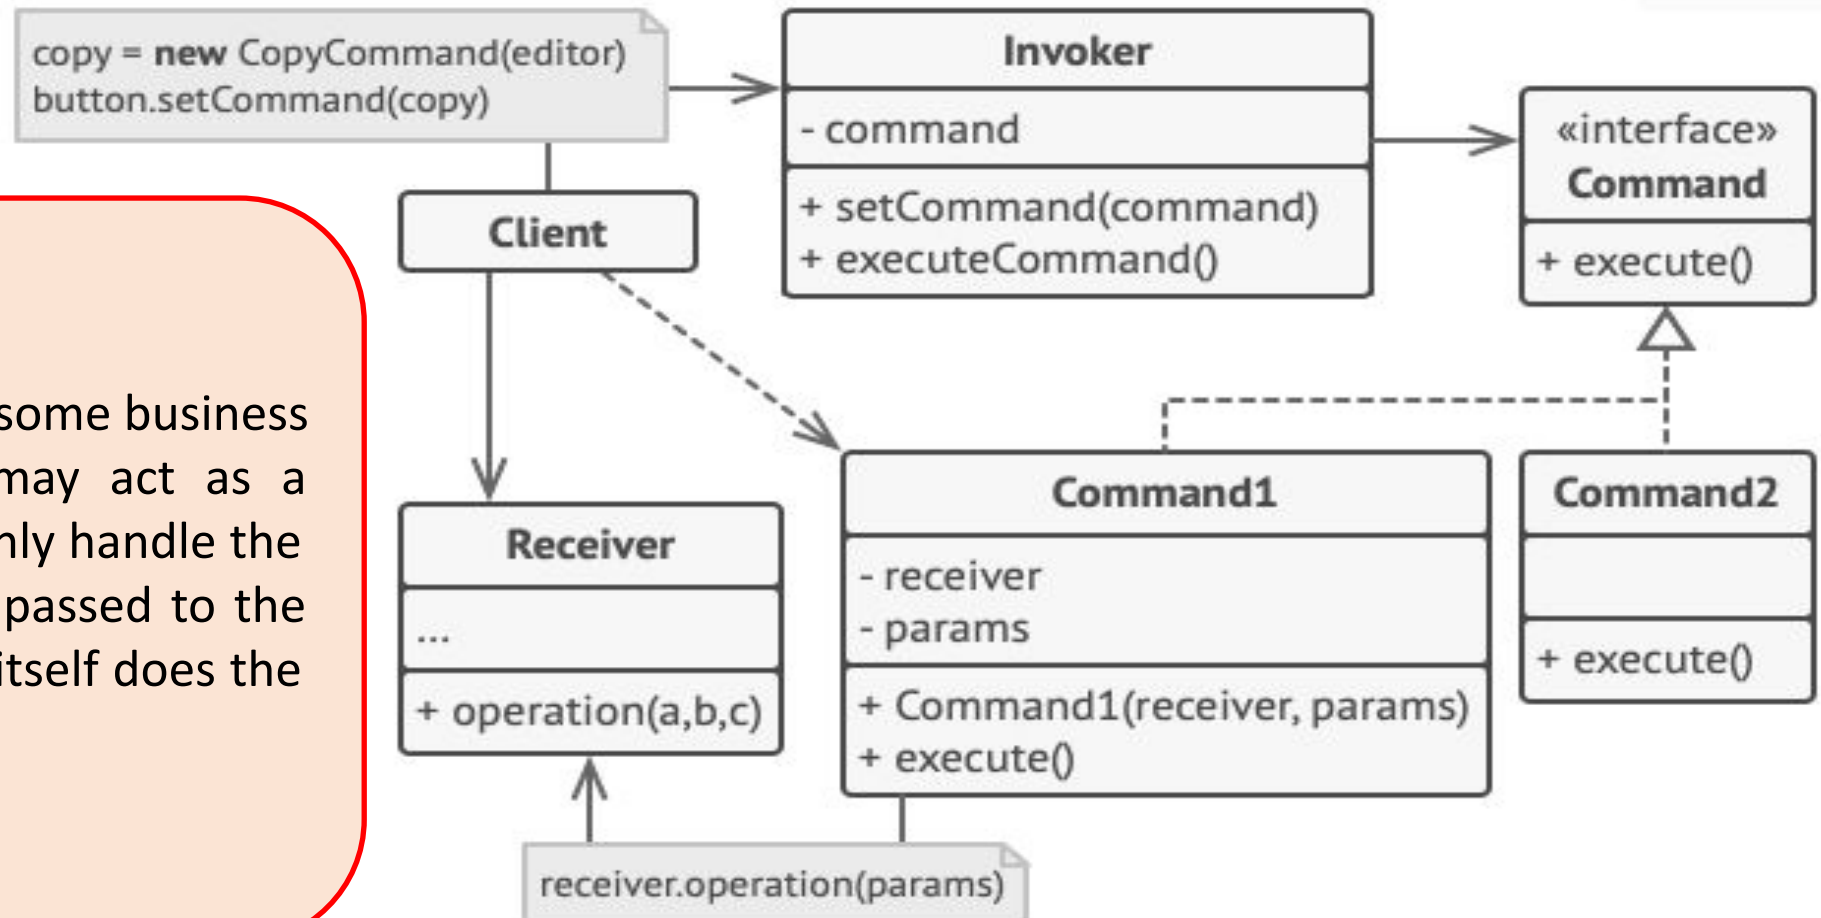 copy = new CopyCommand(editor)
button.setCommand(copy)
Invoker
- command
+ setCommand(command)
+ executeCommand()
«interface»
Command
+ execute()
Client
some business
may act as a
handle the
passed to the
itself does the
Receiver
...
+ operation(a,b,c)
Command1
- receiver
- params
+ Command1(receiver, params)
+ execute()
Command2
+ execute()
receiver.operation(params)